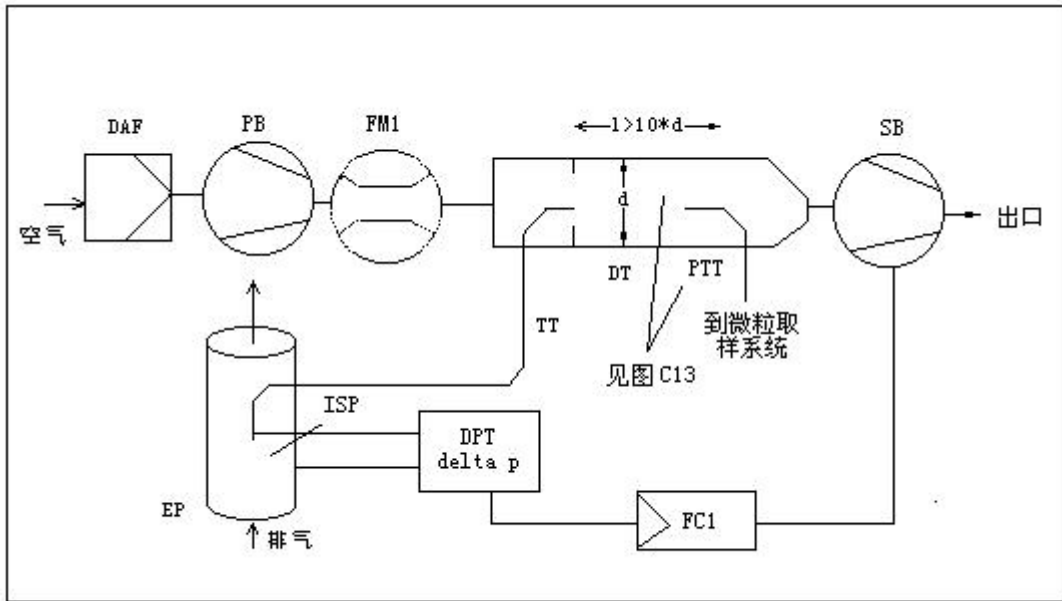 DAF
PB
FM1
l>10*d
SB
空气
d
出口
DT
PTT
TT
到微粒取
样系统
见图 C13
ISP
DPT
delta p
EP
FC1
排气